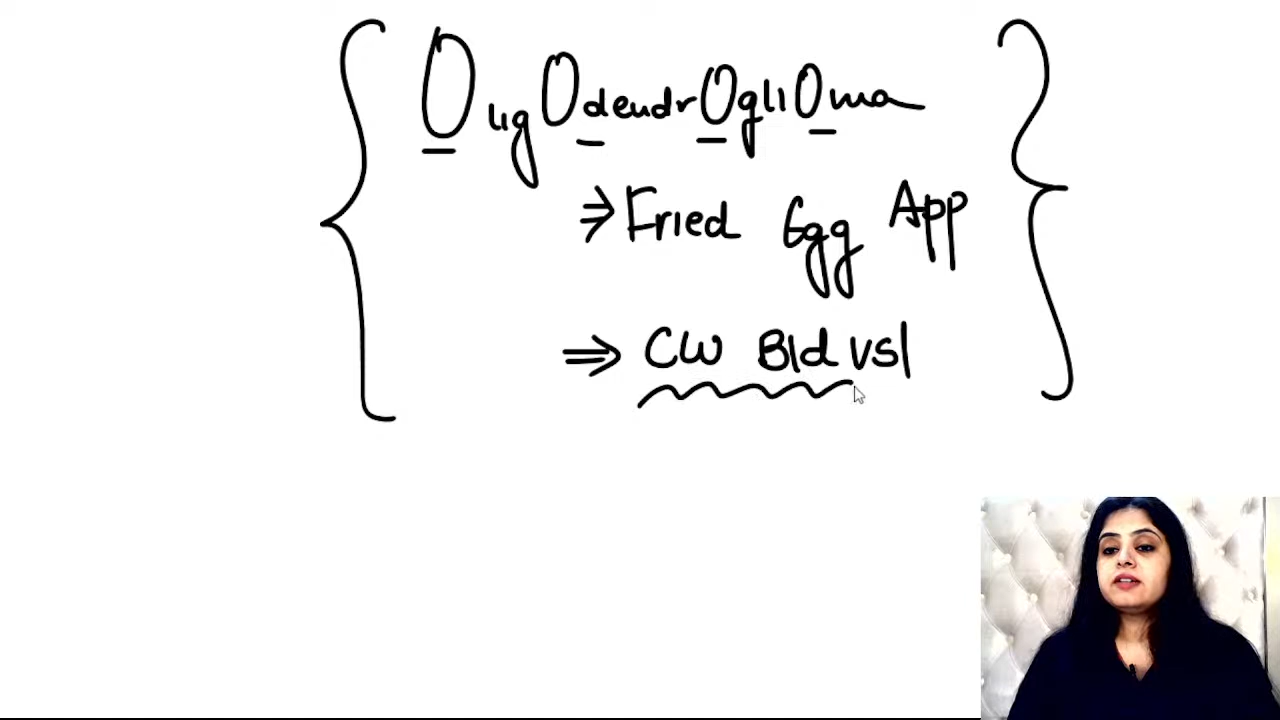 OligOdendrOgliOma
⇒ Fried Egg App
⇒ CW Bld vsl